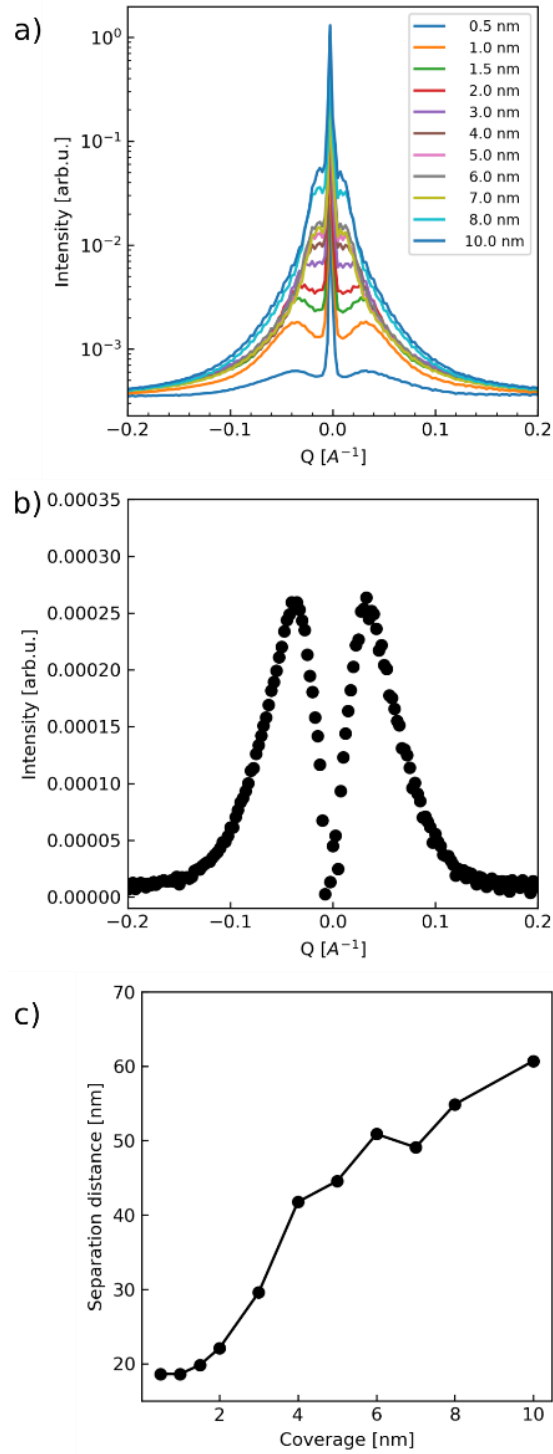 a)
10⁰
10⁻¹
10⁻²
10⁻³
Intensity [arb.u.]
0.5 nm
1.0 nm
1.5 nm
2.0 nm
3.0 nm
4.0 nm
5.0 nm
6.0 nm
7.0 nm
8.0 nm
10.0 nm
−0.2 −0.1 0.0 0.1 0.2
Q [A⁻¹]
b)
0.00035
0.00030
0.00025
0.00020
0.00015
0.00010
0.00005
0.00000
Intensity [arb.u.]
−0.2 −0.1 0.0 0.1 0.2
Q [A⁻¹]
c)
70
60
50
40
30
20
Separation distance [nm]
2 4 6 8 10
Coverage [nm]